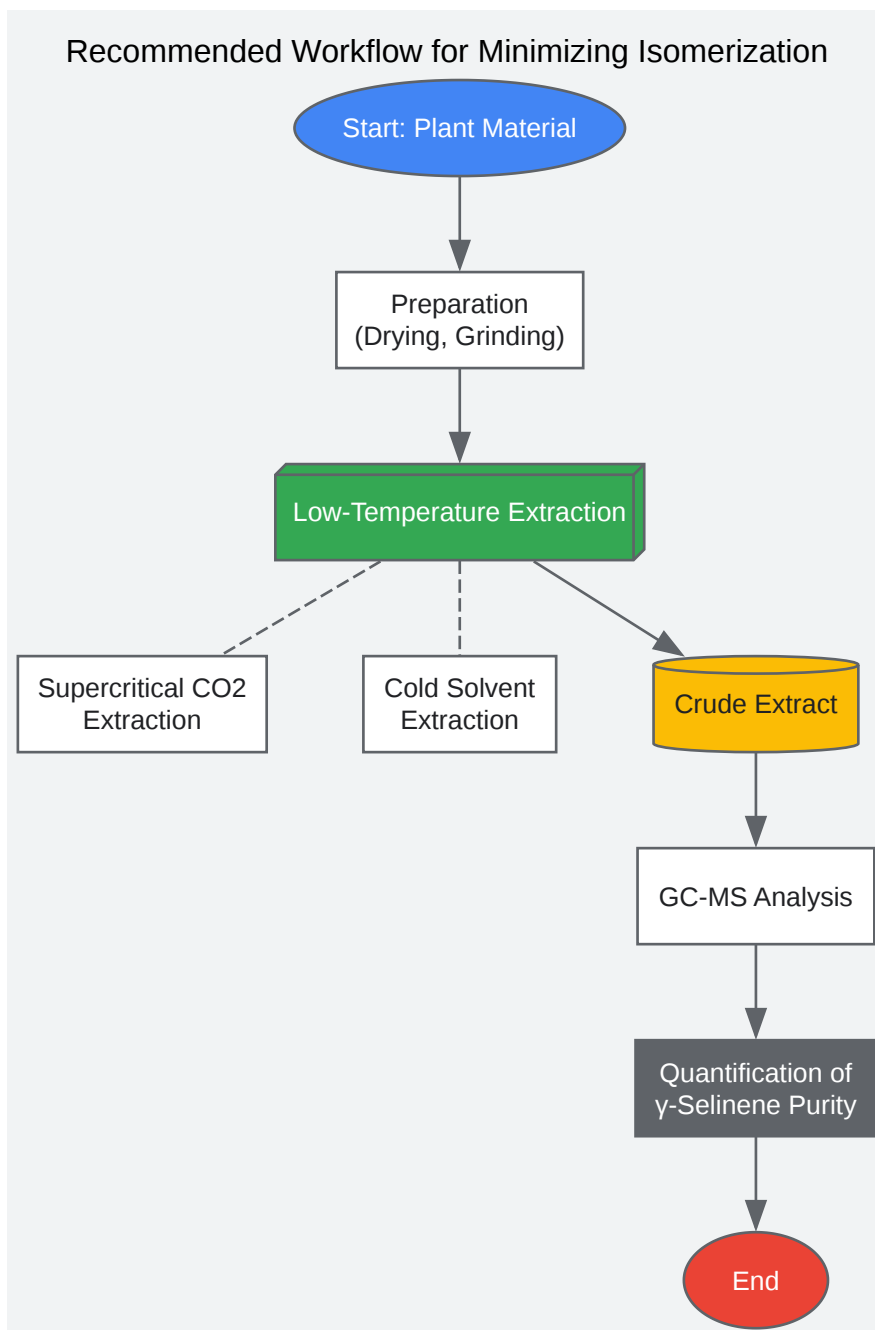 Recommended Workflow for Minimizing Isomerization
Start: Plant Material
Preparation
(Drying, Grinding)
Low-Temperature Extraction
Supercritical CO2
Extraction
Cold Solvent
Extraction
Crude Extract
GC-MS Analysis
Quantification of
γ-Selinene Purity
End